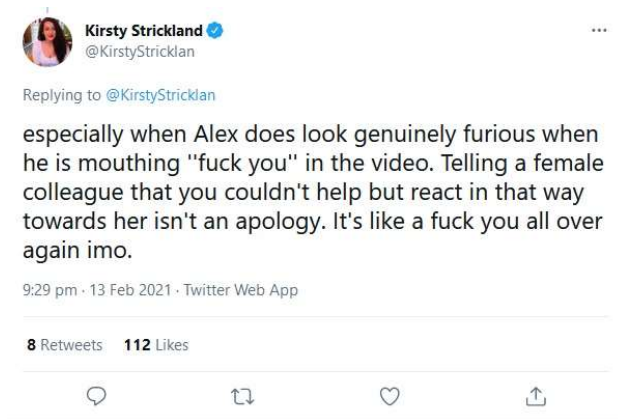 Kirsty Strickland
@KirstyStricklan
Replying to @KirstyStricklan
especially when Alex does look genuinely furious when
he is mouthing "fuck you" in the video. Telling a female
colleague that you couldn't help but react in that way
towards her isn't an apology. It's like a fuck you all over
again imo.
9:29 pm · 13 Feb 2021 · Twitter Web App
8 Retweets 112 Likes